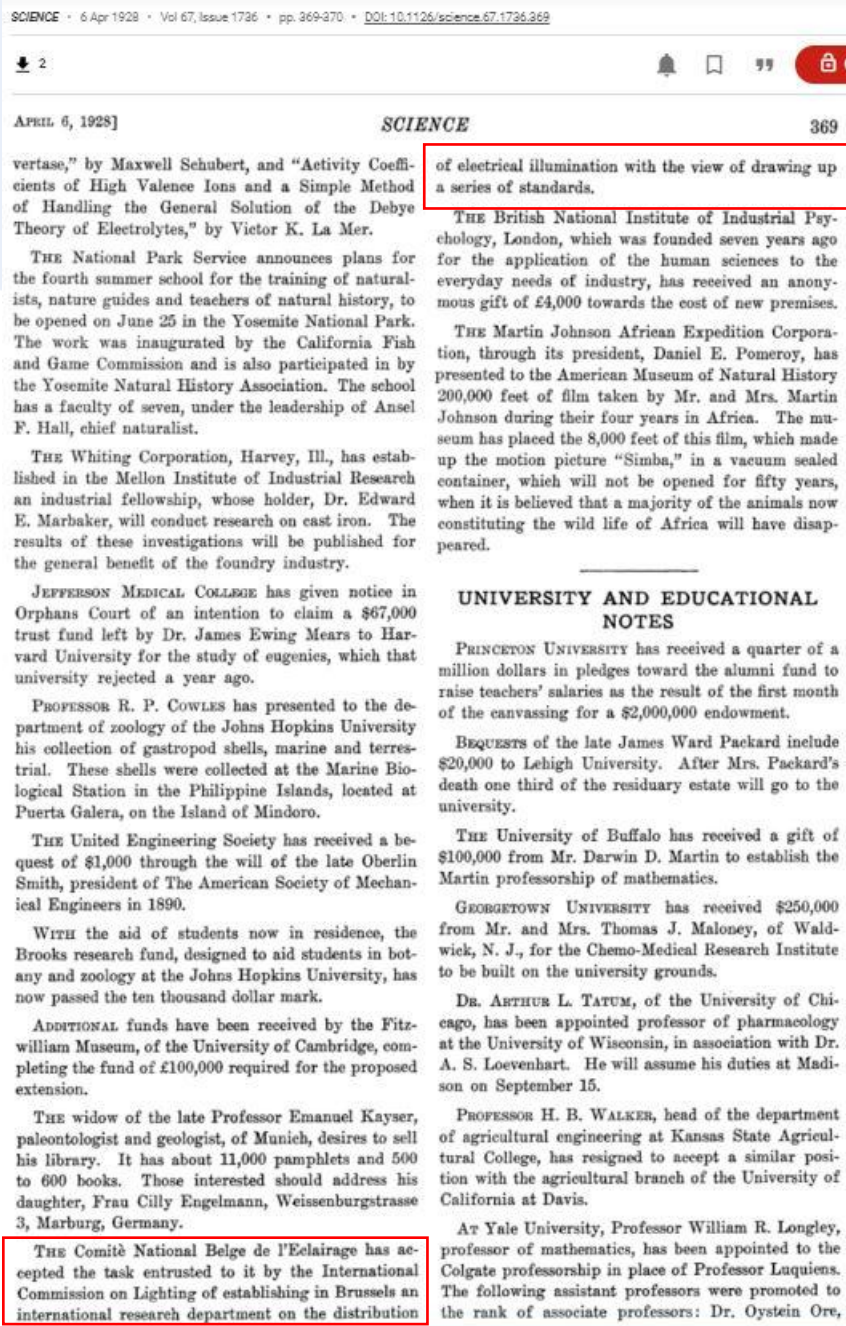 SCIENCE • 6 Apr 1928 • Vol 67, Issue 1736 • pp. 369-370 • DOI: 10.1126/science.67.1736.369
2
APRIL 6, 1928]
SCIENCE
369
vertase," by Maxwell Schubert, and "Activity Coeffi-
cients of High Valence Ions and a Simple Method
of Handling the General Solution of the Debye
Theory of Electrolytes," by Victor K. La Mer.
THE National Park Service announces plans for
the fourth summer school for the training of natural-
ists, nature guides and teachers of natural history, to
be opened on June 25 in the Yosemite National Park.
The work was inaugurated by the California Fish
and Game Commission and is also participated in by
the Yosemite Natural History Association. The school
has a faculty of seven, under the leadership of Ansel
F. Hall, chief naturalist.
THE Whiting Corporation, Harvey, Ill., has estab-
lished in the Mellon Institute of Industrial Research
an industrial fellowship, whose holder, Dr. Edward
E. Marbaker, will conduct research on cast iron. The
results of these investigations will be published for
the general benefit of the foundry industry.
JEFFERSON MEDICAL COLLEGE has given notice in
Orphans Court of an intention to claim a $67,000
trust fund left by Dr. James Ewing Mears to Har-
vard University for the study of eugenics, which that
university rejected a year ago.
PROFESSOR R. P. COWLES has presented to the de-
partment of zoology of the Johns Hopkins University
his collection of gastropod shells, marine and terres-
trial. These shells were collected at the Marine Bio-
logical Station in the Philippine Islands, located at
Puerta Galera, on the Island of Mindoro.
THE United Engineering Society has received a be-
quest of $1,000 through the will of the late Oberlin
Smith, president of The American Society of Mechan-
ical Engineers in 1890.
WITH the aid of students now in residence, the
Brooks research fund, designed to aid students in bot-
any and zoology at the Johns Hopkins University, has
now passed the ten thousand dollar mark.
ADDITIONAL funds have been received by the Fitz-
william Museum, of the University of Cambridge, com-
pleting the fund of £100,000 required for the proposed
extension.
THE widow of the late Professor Emanuel Kayser,
paleontologist and geologist, of Munich, desires to sell
his library. It has about 11,000 pamphlets and 500
to 600 books. Those interested should address his
daughter, Frau Cilly Engelmann, Weissenburgstrasse
3, Marburg, Germany.
THE Comitè National Belge de l'Eclairage has ac-
cepted the task entrusted to it by the International
Commission on Lighting of establishing in Brussels an
international research department on the distribution
of electrical illumination with the view of drawing up
a series of standards.
THE British National Institute of Industrial Psy-
chology, London, which was founded seven years ago
for the application of the human sciences to the
everyday needs of industry, has received an anony-
mous gift of £4,000 towards the cost of new premises.
THE Martin Johnson African Expedition Corpora-
tion, through its president, Daniel E. Pomeroy, has
presented to the American Museum of Natural History
200,000 feet of film taken by Mr. and Mrs. Martin
Johnson during their four years in Africa. The mu-
seum has placed the 8,000 feet of this film, which made
up the motion picture "Simba," in a vacuum sealed
container, which will not be opened for fifty years,
when it is believed that a majority of the animals now
constituting the wild life of Africa will have disap-
peared.
UNIVERSITY AND EDUCATIONAL
NOTES
PRINCETON UNIVERSITY has received a quarter of a
million dollars in pledges toward the alumni fund to
raise teachers' salaries as the result of the first month
of the canvassing for a $2,000,000 endowment.
BEQUESTS of the late James Ward Packard include
$20,000 to Lehigh University. After Mrs. Packard's
death one third of the residuary estate will go to the
university.
THE University of Buffalo has received a gift of
$100,000 from Mr. Darwin D. Martin to establish the
Martin professorship of mathematics.
GEORGETOWN UNIVERSITY has received $250,000
from Mr. and Mrs. Thomas J. Maloney, of Wald-
wick, N. J., for the Chemo-Medical Research Institute
to be built on the university grounds.
DR. ARTHUR L. TATUM, of the University of Chi-
cago, has been appointed professor of pharmacology
at the University of Wisconsin, in association with Dr.
A. S. Loevenhart. He will assume his duties at Madi-
son on September 15.
PROFESSOR H. B. WALKER, head of the department
of agricultural engineering at Kansas State Agricul-
tural College, has resigned to accept a similar posi-
tion with the agricultural branch of the University of
California at Davis.
AT Yale University, Professor William R. Longley,
professor of mathematics, has been appointed to the
Colgate professorship in place of Professor Luquiens.
The following assistant professors were promoted to
the rank of associate professors: Dr. Oystein Ore,